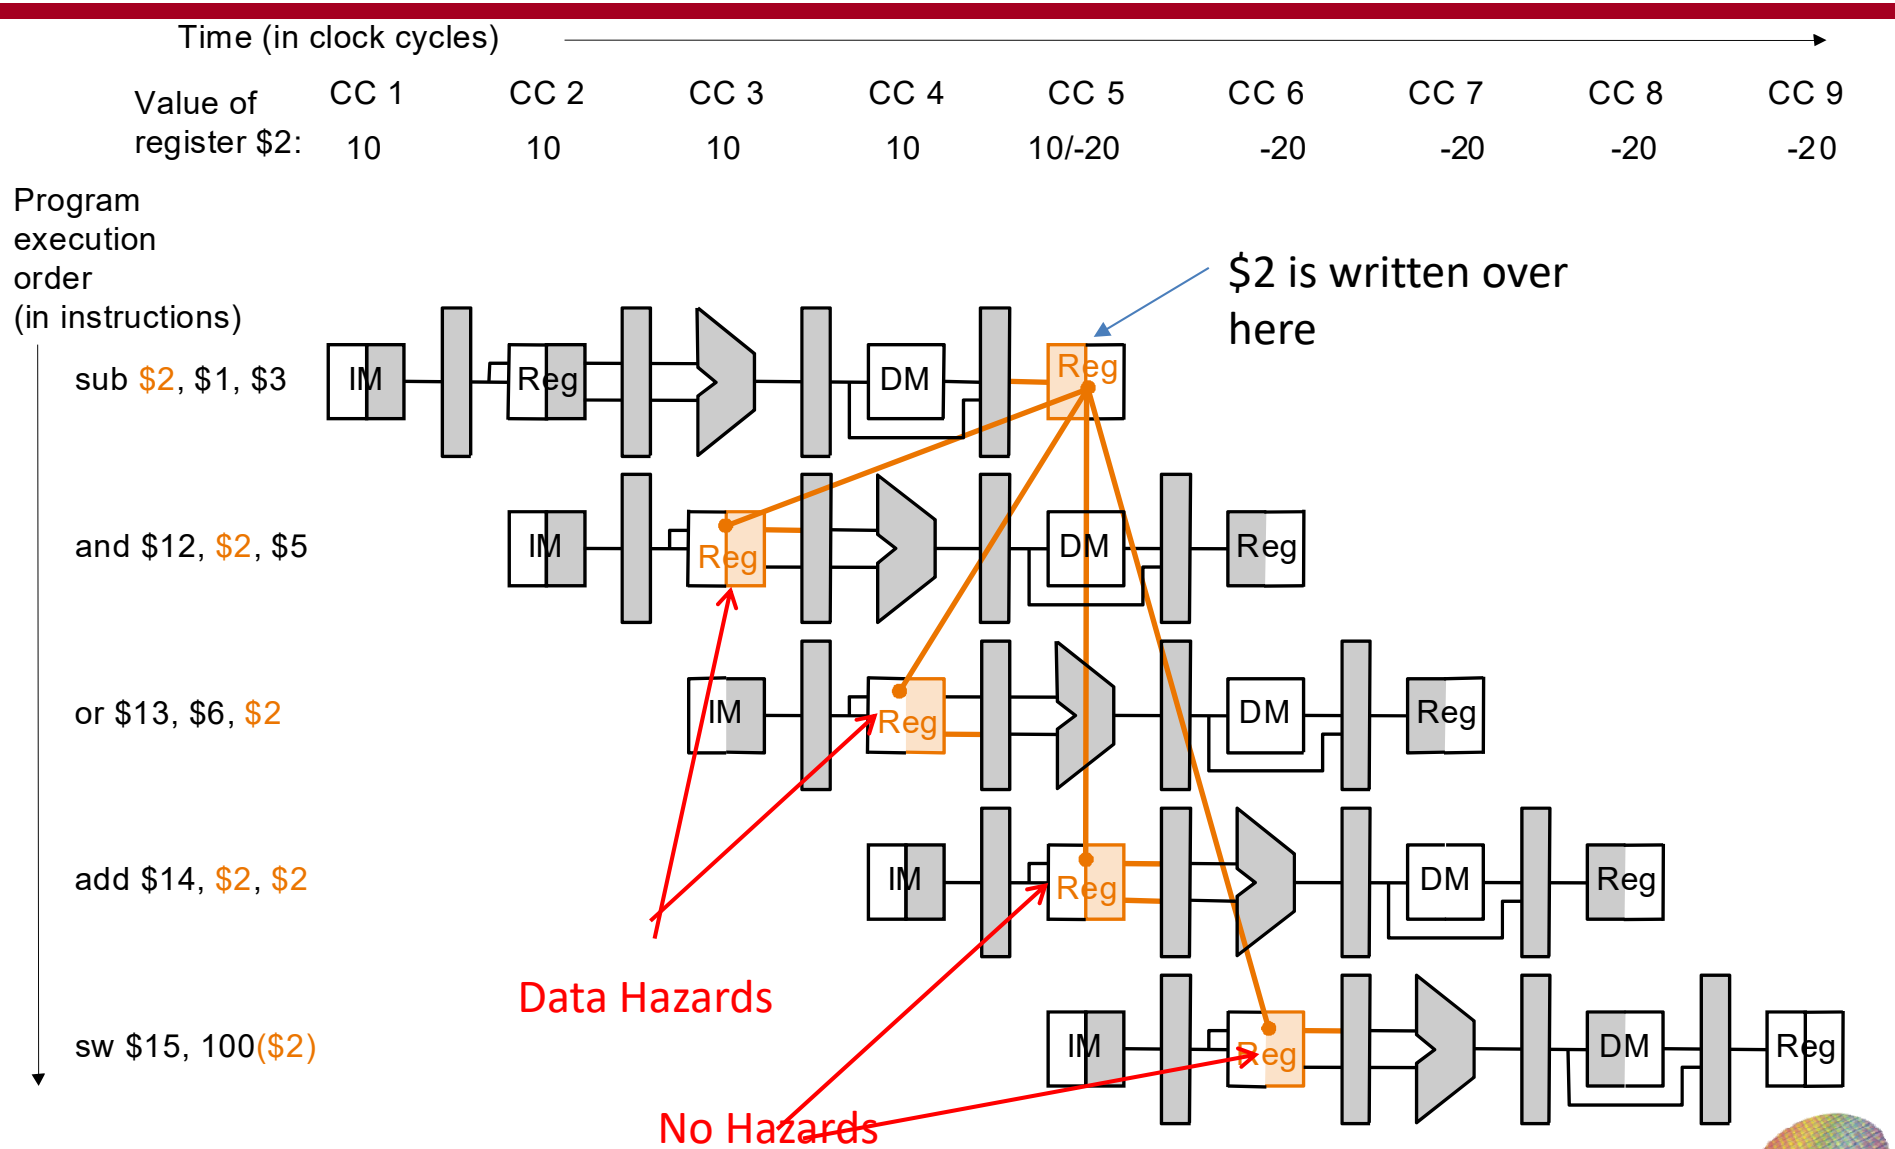 Time (in clock cycles)
CC 1 CC 2 CC 3 CC 4 CC 5 CC 6 CC 7 CC 8 CC 9
Value of
register $2: 10 10 10 10 10/-20 -20 -20 -20 -20
Program
execution
order
(in instructions)
$2 is written over
here
sub $2, $1, $3 IM Reg DM Reg
and $12, $2, $5 IM Reg DM Reg
or $13, $6, $2 IM Reg DM Reg
add $14, $2, $2 IM Reg DM Reg
Data Hazards
sw $15, 100($2) IM Reg DM Reg
No Hazards